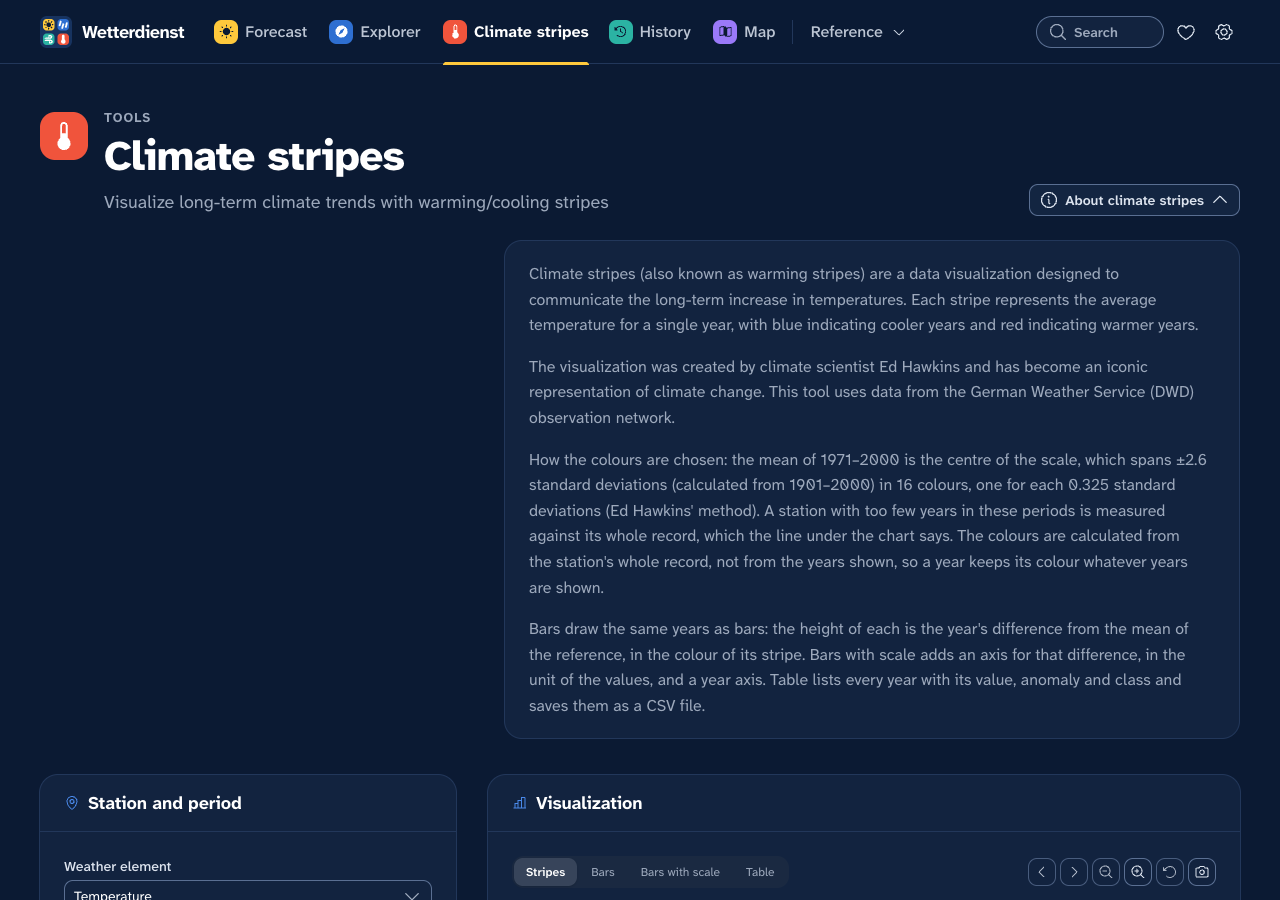 Wetterdienst
Forecast
Explorer
Climate stripes
History
Map
Reference
Search
TOOLS
Climate stripes
Visualize long-term climate trends with warming/cooling stripes
About climate stripes
Climate stripes (also known as warming stripes) are a data visualization designed to
communicate the long-term increase in temperatures. Each stripe represents the average
temperature for a single year, with blue indicating cooler years and red indicating warmer years.
The visualization was created by climate scientist Ed Hawkins and has become an iconic
representation of climate change. This tool uses data from the German Weather Service (DWD)
observation network.
How the colours are chosen: the mean of 1971–2000 is the centre of the scale, which spans ±2.6
standard deviations (calculated from 1901–2000) in 16 colours, one for each 0.325 standard
deviations (Ed Hawkins' method). A station with too few years in these periods is measured
against its whole record, which the line under the chart says. The colours are calculated from
the station's whole record, not from the years shown, so a year keeps its colour whatever years
are shown.
Bars draw the same years as bars: the height of each is the year's difference from the mean of
the reference, in the colour of its stripe. Bars with scale adds an axis for that difference, in the
unit of the values, and a year axis. Table lists every year with its value, anomaly and class and
saves them as a CSV file.
Station and period
Visualization
Weather element
Temperature
Stripes
Bars
Bars with scale
Table